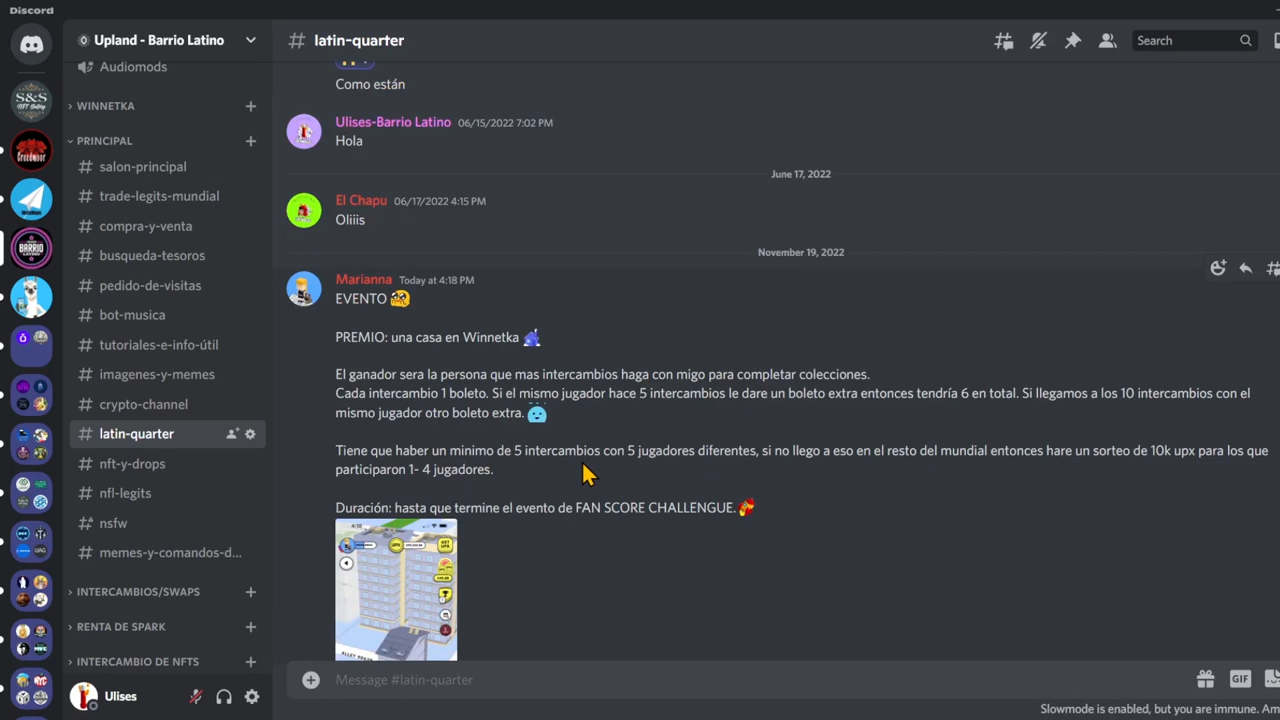 Discord
Upland - Barrio Latino
latin-quarter
Search
Audiomods
WINNETKA
PRINCIPAL
salon-principal
trade-legits-mundial
compra-y-venta
busqueda-tesoros
pedido-de-visitas
bot-musica
tutoriales-e-info-útil
imagenes-y-memes
crypto-channel
latin-quarter
nft-y-drops
nfl-legits
nsfw
memes-y-comandos-d...
INTERCAMBIOS/SWAPS
RENTA DE SPARK
INTERCAMBIO DE NFTS
Ulises
Como están
Ulises-Barrio Latino 06/15/2022 7:02 PM
Hola
June 17, 2022
El Chapu 06/17/2022 4:15 PM
Oliiis
November 19, 2022
Marianna Today at 4:18 PM
EVENTO
PREMIO: una casa en Winnetka
El ganador sera la persona que mas intercambios haga con migo para completar colecciones.
Cada intercambio 1 boleto. Si el mismo jugador hace 5 intercambios le dare un boleto extra entonces tendría 6 en total. Si llegamos a los 10 intercambios con el
mismo jugador otro boleto extra.
Tiene que haber un minimo de 5 intercambios con 5 jugadores diferentes, si no llego a eso en el resto del mundial entonces hare un sorteo de 10k upx para los que
participaron 1- 4 jugadores.
Duración: hasta que termine el evento de FAN SCORE CHALLENGUE.
GET
Message #latin-quarter
GIF
Slowmode is enabled, but you are immune. Am